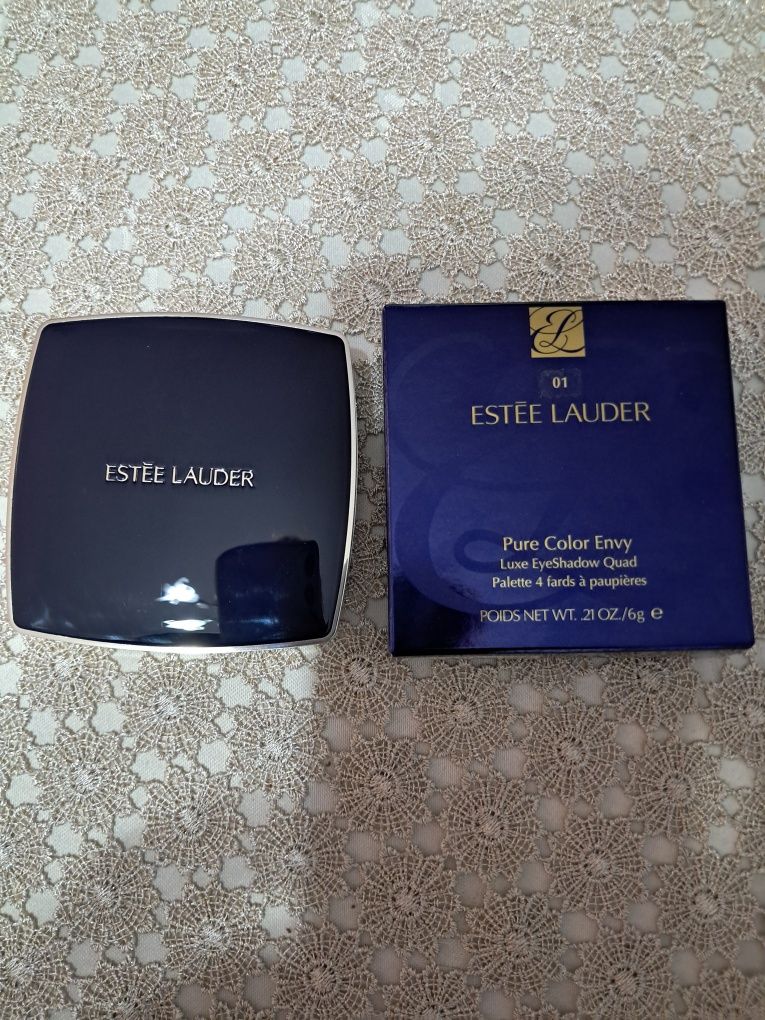 ESTĒE LAUDER
EL
01
ESTĒE LAUDER
Pure Color Envy
Luxe EyeShadow Quad
Palette 4 fards à paupières
POIDS NET WT. .21 OZ./6g ℮